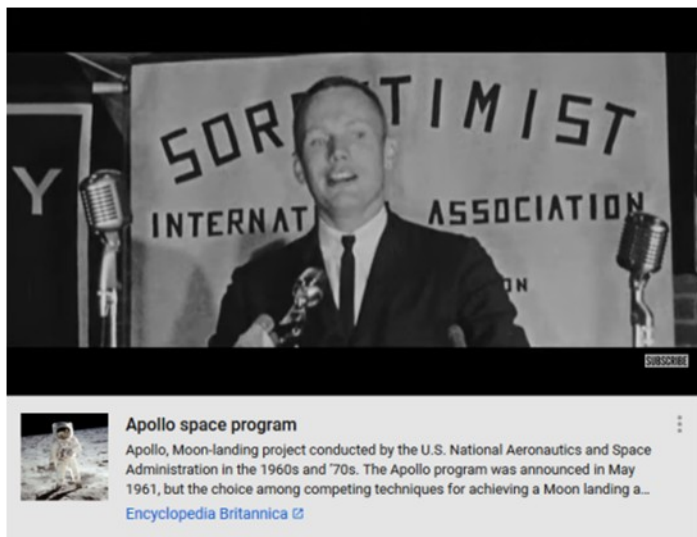 SOR TIMIST
Y
INTERNAT ASSOCIATION
ON
SUBSCRIBE
Apollo space program
Apollo, Moon-landing project conducted by the U.S. National Aeronautics and Space
Administration in the 1960s and '70s. The Apollo program was announced in May
1961, but the choice among competing techniques for achieving a Moon landing a...
Encyclopedia Britannica